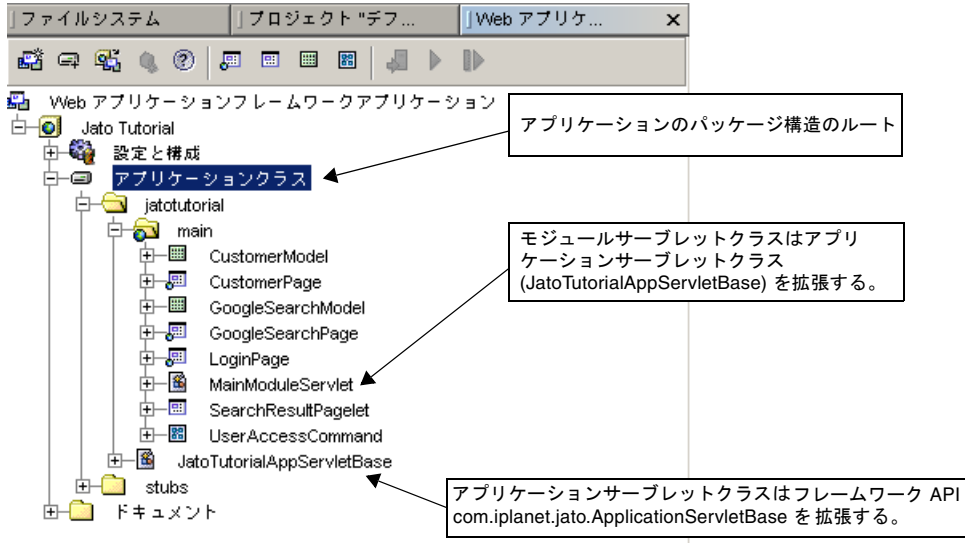 ファイルシステム
プロジェクト "デフ...
Web アプリケ...
Web アプリケーションフレームワークアプリケーション
Jato Tutorial
設定と構成
アプリケーションクラス
jatotutorial
main
CustomerModel
CustomerPage
GoogleSearchModel
GoogleSearchPage
LoginPage
MainModuleServlet
SearchResultPagelet
UserAccessCommand
JatoTutorialAppServletBase
stubs
ドキュメント
アプリケーションのパッケージ構造のルート
モジュールサーブレットクラスはアプリ
ケーションサーブレットクラス
(JatoTutorialAppServletBase) を拡張する。
アプリケーションサーブレットクラスはフレームワーク API
com.iplanet.jato.ApplicationServletBase を拡張する。